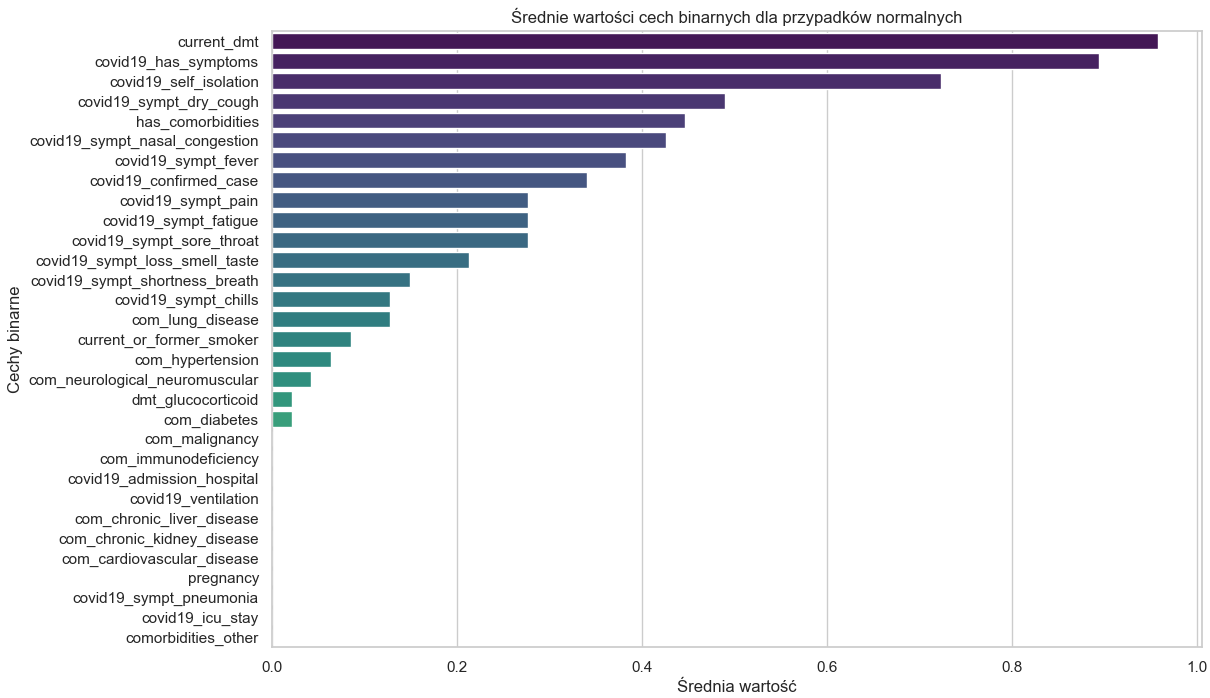 Średnie wartości cech binarnych dla przypadków normalnych
current_dmt
covid19_has_symptoms
covid19_self_isolation
covid19_sympt_dry_cough
has_comorbidities
covid19_sympt_nasal_congestion
covid19_sympt_fever
covid19_confirmed_case
covid19_sympt_pain
covid19_sympt_fatigue
covid19_sympt_sore_throat
covid19_sympt_loss_smell_taste
covid19_sympt_shortness_breath
covid19_sympt_chills
com_lung_disease
current_or_former_smoker
com_hypertension
com_neurological_neuromuscular
dmt_glucocorticoid
com_diabetes
com_malignancy
com_immunodeficiency
covid19_admission_hospital
covid19_ventilation
com_chronic_liver_disease
com_chronic_kidney_disease
com_cardiovascular_disease
pregnancy
covid19_sympt_pneumonia
covid19_icu_stay
comorbidities_other
Cechy binarne
0.0 0.2 0.4 0.6 0.8 1.0
Średnia wartość